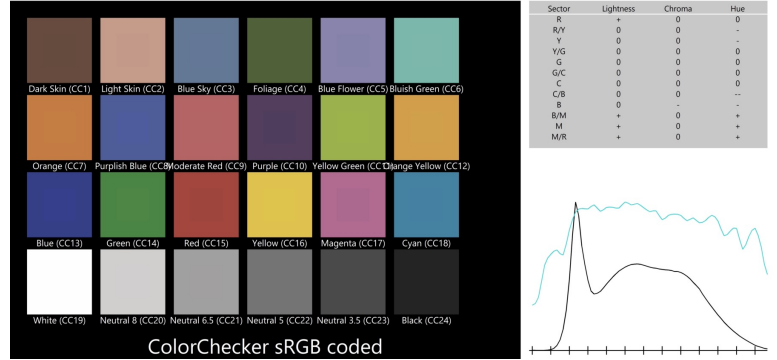 Dark Skin (CC1) Light Skin (CC2) Blue Sky (CC3) Foliage (CC4) Blue Flower (CC5) Bluish Green (CC6)
Orange (CC7) Purplish Blue (CC8) Moderate Red (CC9) Purple (CC10) Yellow Green (CC11) Orange Yellow (CC12)
Blue (CC13) Green (CC14) Red (CC15) Yellow (CC16) Magenta (CC17) Cyan (CC18)
White (CC19) Neutral 8 (CC20) Neutral 6.5 (CC21) Neutral 5 (CC22) Neutral 3.5 (CC23) Black (CC24)
ColorChecker sRGB coded
Sector Lightness Chroma Hue
R + 0 0
R/Y 0 0 -
Y 0 0 -
Y/G 0 0 0
G 0 0 0
G/C 0 0 0
C 0 0 0
C/B 0 0 --
B 0 - -
B/M + 0 +
M + 0 +
M/R + 0 +